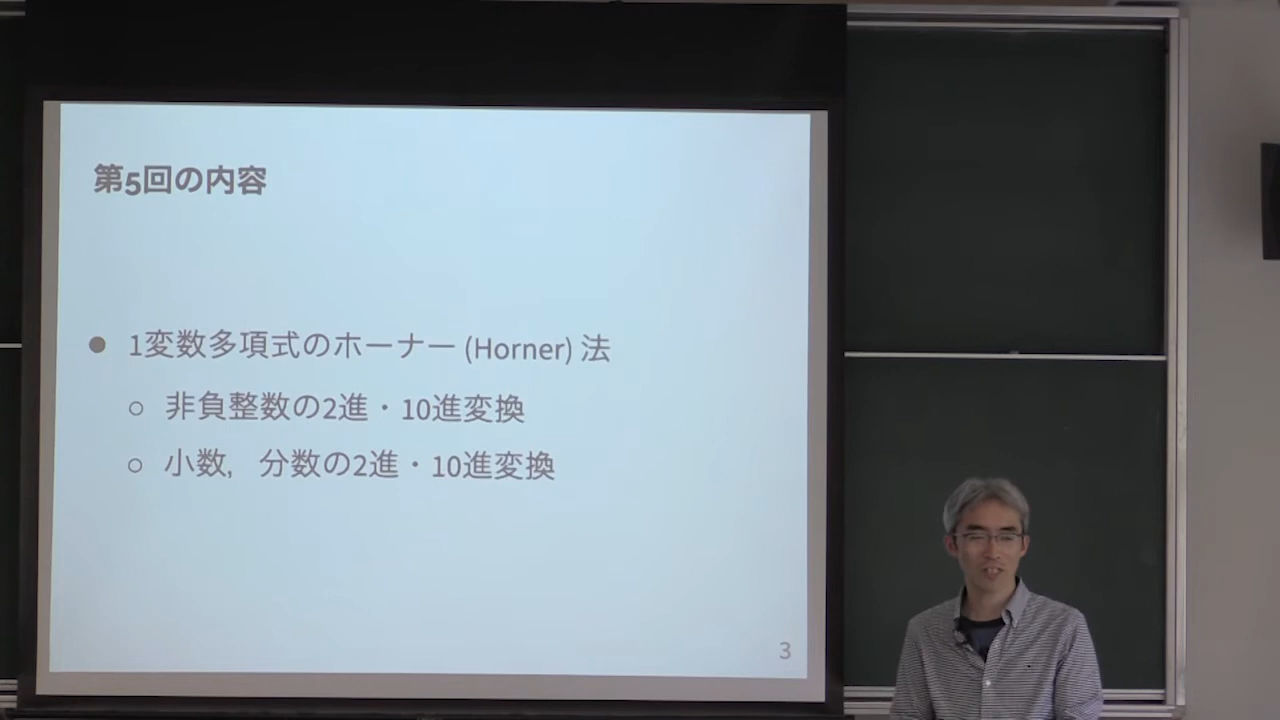 第5回の内容
● 1変数多項式のホーナー (Horner) 法
○ 非負整数の2進・10進変換
○ 小数，分数の2進・10進変換
3